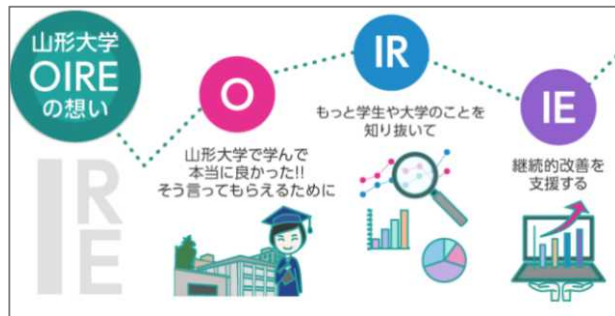 山形大学
OIRE
の想い
IRE
O
山形大学で学んで
本当に良かった!!
そう言ってもらえるために
IR
もっと学生や大学のことを
知り抜いて
IE
継続的改善を
支援する